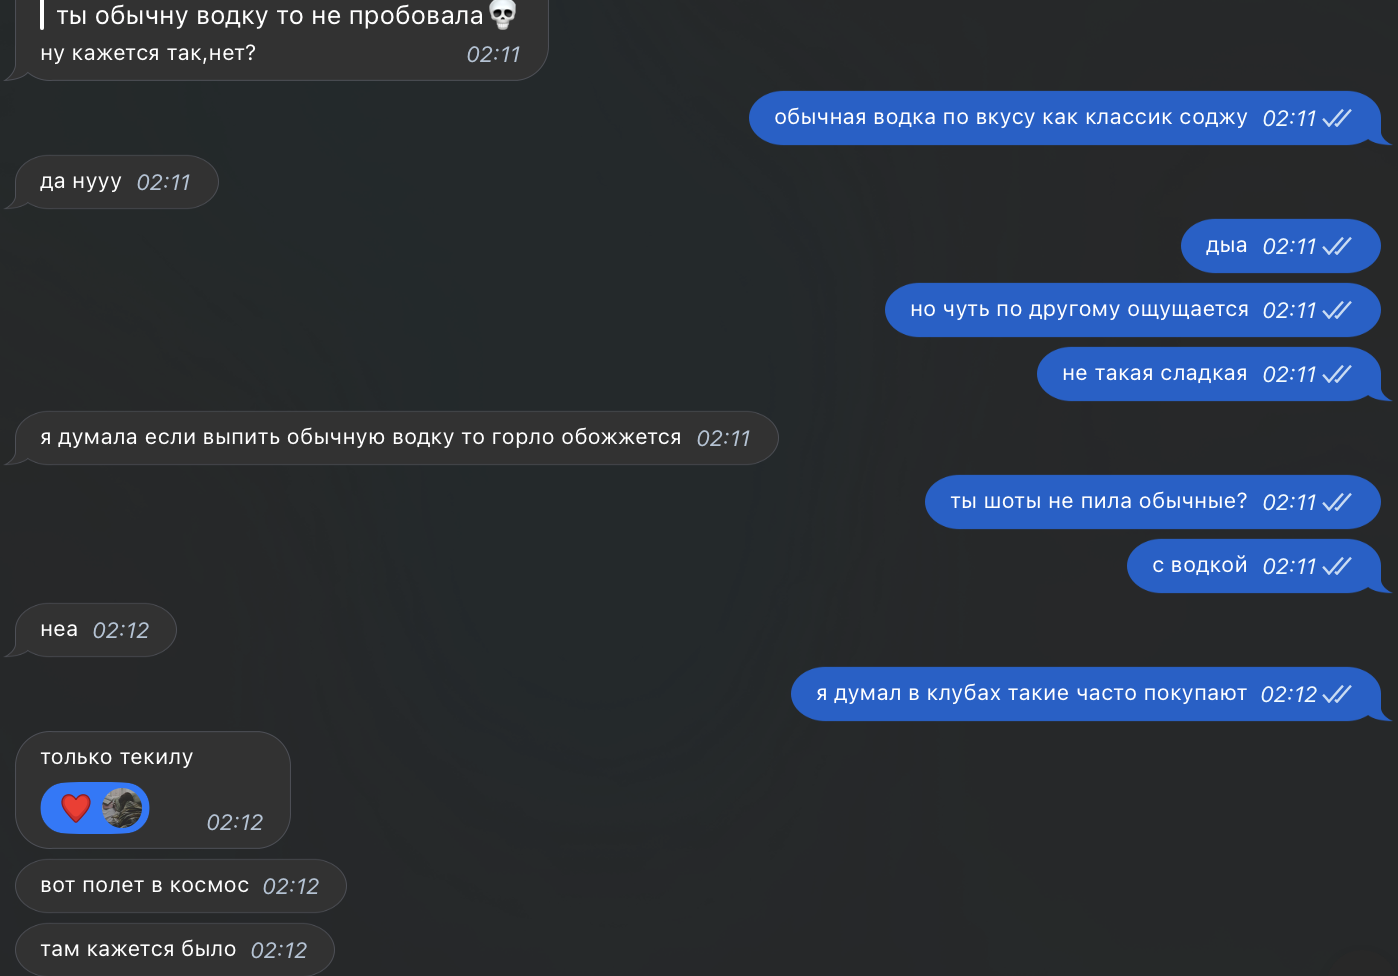 ты обычну водку то не пробовала💀
ну кажется так,нет? 02:11
обычная водка по вкусу как классик соджу 02:11
да нууу 02:11
дыа 02:11
но чуть по другому ощущается 02:11
не такая сладкая 02:11
я думала если выпить обычную водку то горло обожжется 02:11
ты шоты не пила обычные? 02:11
с водкой 02:11
неа 02:12
я думал в клубах такие часто покупают 02:12
только текилу
❤️ 02:12
вот полет в космос 02:12
там кажется было 02:12